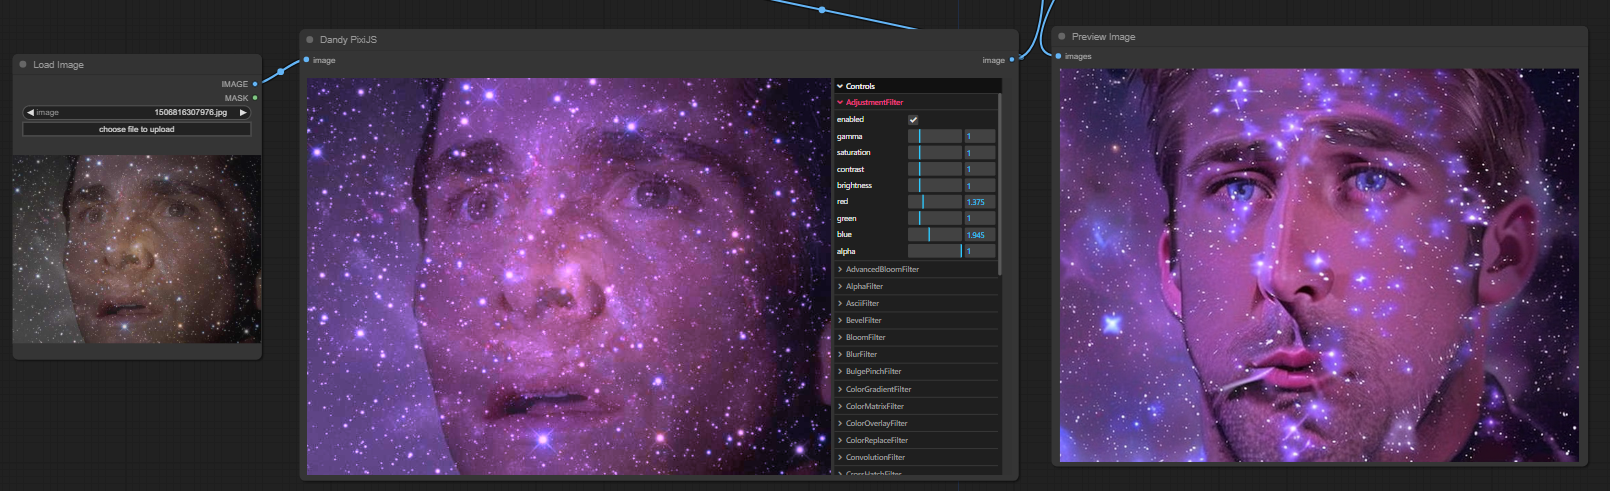 Load Image
IMAGE
MASK
image 1506816307976.jpg
choose file to upload
Dandy PixiJS
image
image
Controls
AdjustmentFilter
enabled
gamma 1
saturation 1
contrast 1
brightness 1
red 1.375
green 1
blue 1.945
alpha 1
AdvancedBloomFilter
AlphaFilter
AsciiFilter
BevelFilter
BloomFilter
BlurFilter
BulgePinchFilter
ColorGradientFilter
ColorMatrixFilter
ColorOverlayFilter
ColorReplaceFilter
ConvolutionFilter
CrossHatchFilter
Preview Image
images